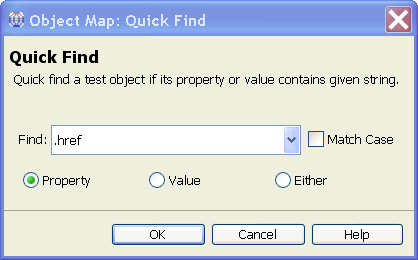 Object Map: Quick Find
Quick Find
Quick find a test object if its property or value contains given string.
Find: .href Match Case
Property Value Either
OK Cancel Help